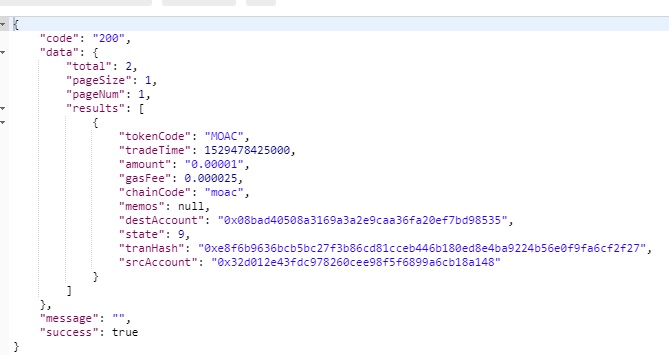 {
"code": "200",
"data": {
"total": 2,
"pageSize": 1,
"pageNum": 1,
"results": [
{
"tokenCode": "MOAC",
"tradeTime": 1529478425000,
"amount": "0.00001",
"gasFee": 0.000025,
"chainCode": "moac",
"memos": null,
"destAccount": "0x08bad40508a3169a3a2e9caa36fa20ef7bd98535",
"state": 9,
"tranHash": "0xe8f6b9636bcb5bc27f3b86cd81cceb446b180ed8e4ba9224b56e0f9fa6cf2f27",
"srcAccount": "0x32d012e43fdc978260cee98f5f6899a6cb18a148"
}
]
},
"message": "",
"success": true
}